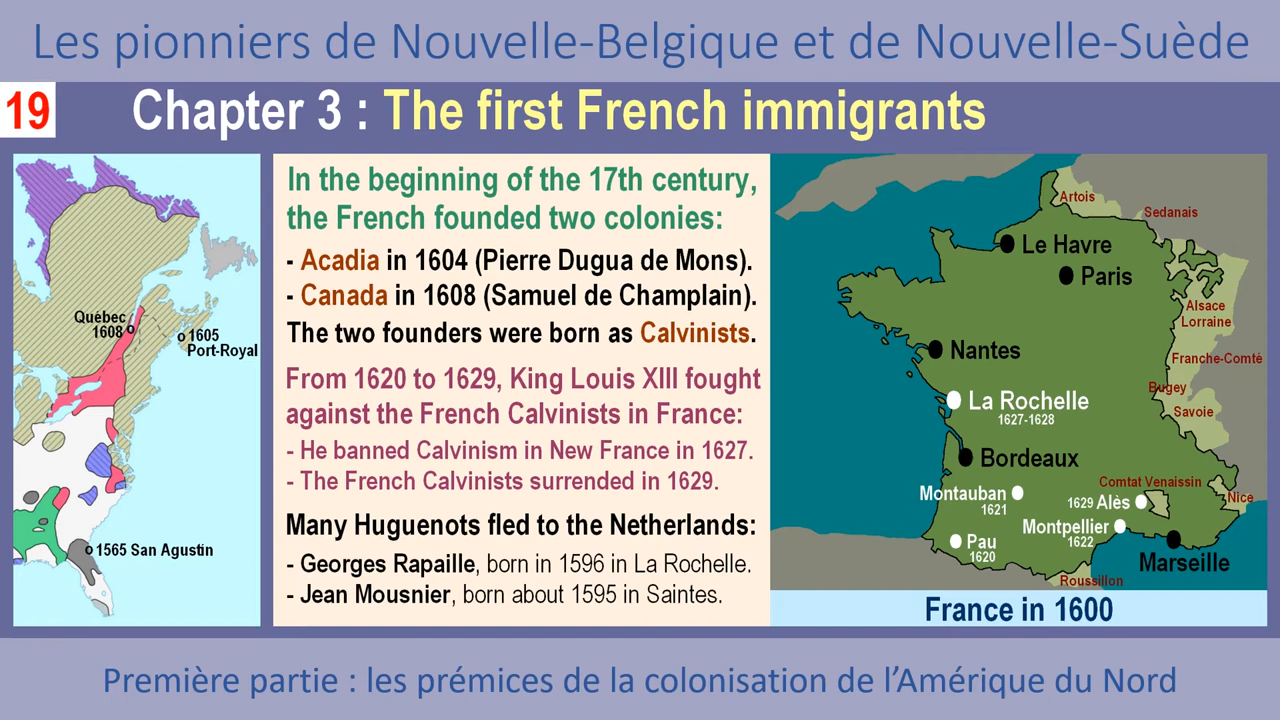 Les pionniers de Nouvelle-Belgique et de Nouvelle-Suède
19
Chapter 3 : The first French immigrants
Québec
1608
1605
Port-Royal
1565 San Agustin
In the beginning of the 17th century,
the French founded two colonies:
- Acadia in 1604 (Pierre Dugua de Mons).
- Canada in 1608 (Samuel de Champlain).
The two founders were born as Calvinists.
From 1620 to 1629, King Louis XIII fought
against the French Calvinists in France:
- He banned Calvinism in New France in 1627.
- The French Calvinists surrended in 1629.
Many Huguenots fled to the Netherlands:
- Georges Rapaille, born in 1596 in La Rochelle.
- Jean Mousnier, born about 1595 in Saintes.
Artois
Sedanais
Le Havre
Paris
Alsace
Lorraine
Nantes
Franche-Comté
Bugey
La Rochelle
1627-1628
Savoie
Bordeaux
Comtat Venaissin
Montauban
1621
1629 Alès
Nice
Montpellier
1622
Pau
1620
Marseille
Roussillon
France in 1600
Première partie : les prémices de la colonisation de l’Amérique du Nord